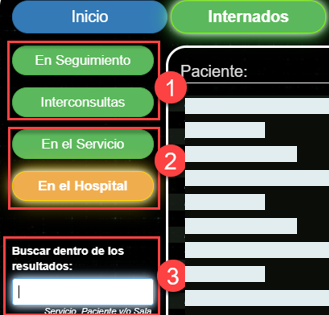 Inicio
Internados
En Seguimiento
Paciente:
1
Interconsultas
En el Servicio
2
En el Hospital
Buscar dentro de los
resultados:
3
Servicio, Paciente y/o Sala